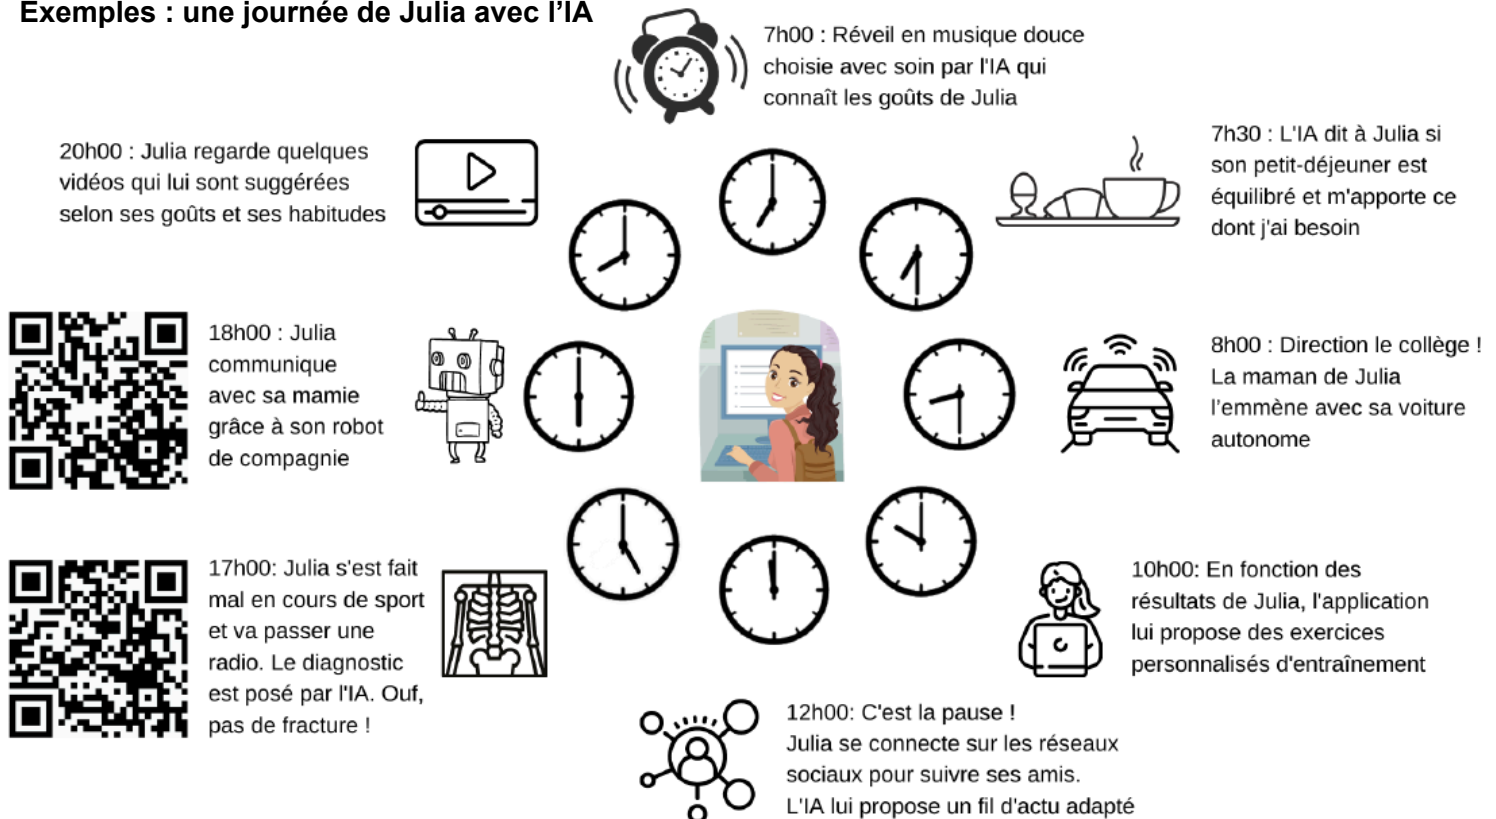 Exemples : une journée de Julia avec l'IA
7h00 : Réveil en musique douce
choisie avec soin par l'IA qui
connaît les goûts de Julia
7h30 : L'IA dit à Julia si
son petit-déjeuner est
équilibré et m'apporte ce
dont j'ai besoin
8h00 : Direction le collège !
La maman de Julia
l'emmène avec sa voiture
autonome
10h00: En fonction des
résultats de Julia, l'application
lui propose des exercices
personnalisés d'entraînement
12h00: C'est la pause !
Julia se connecte sur les réseaux
sociaux pour suivre ses amis.
L'IA lui propose un fil d'actu adapté
17h00: Julia s'est fait
mal en cours de sport
et va passer une
radio. Le diagnostic
est posé par l'IA. Ouf,
pas de fracture !
18h00 : Julia
communique
avec sa mamie
grâce à son robot
de compagnie
20h00 : Julia regarde quelques
vidéos qui lui sont suggérées
selon ses goûts et ses habitudes